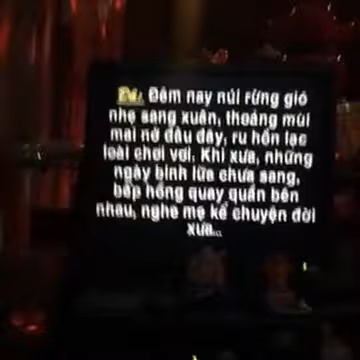 Đêm nay núi rừng gió
nhẹ sang xuân, thoáng mùi
mai nở đâu đây, ru hồn lạc
loài chơi vơi. Khi xưa, những
ngày binh lửa chưa sang,
bếp hồng quay quần bên
nhau, nghe mẹ kể chuyện đời
xưa...